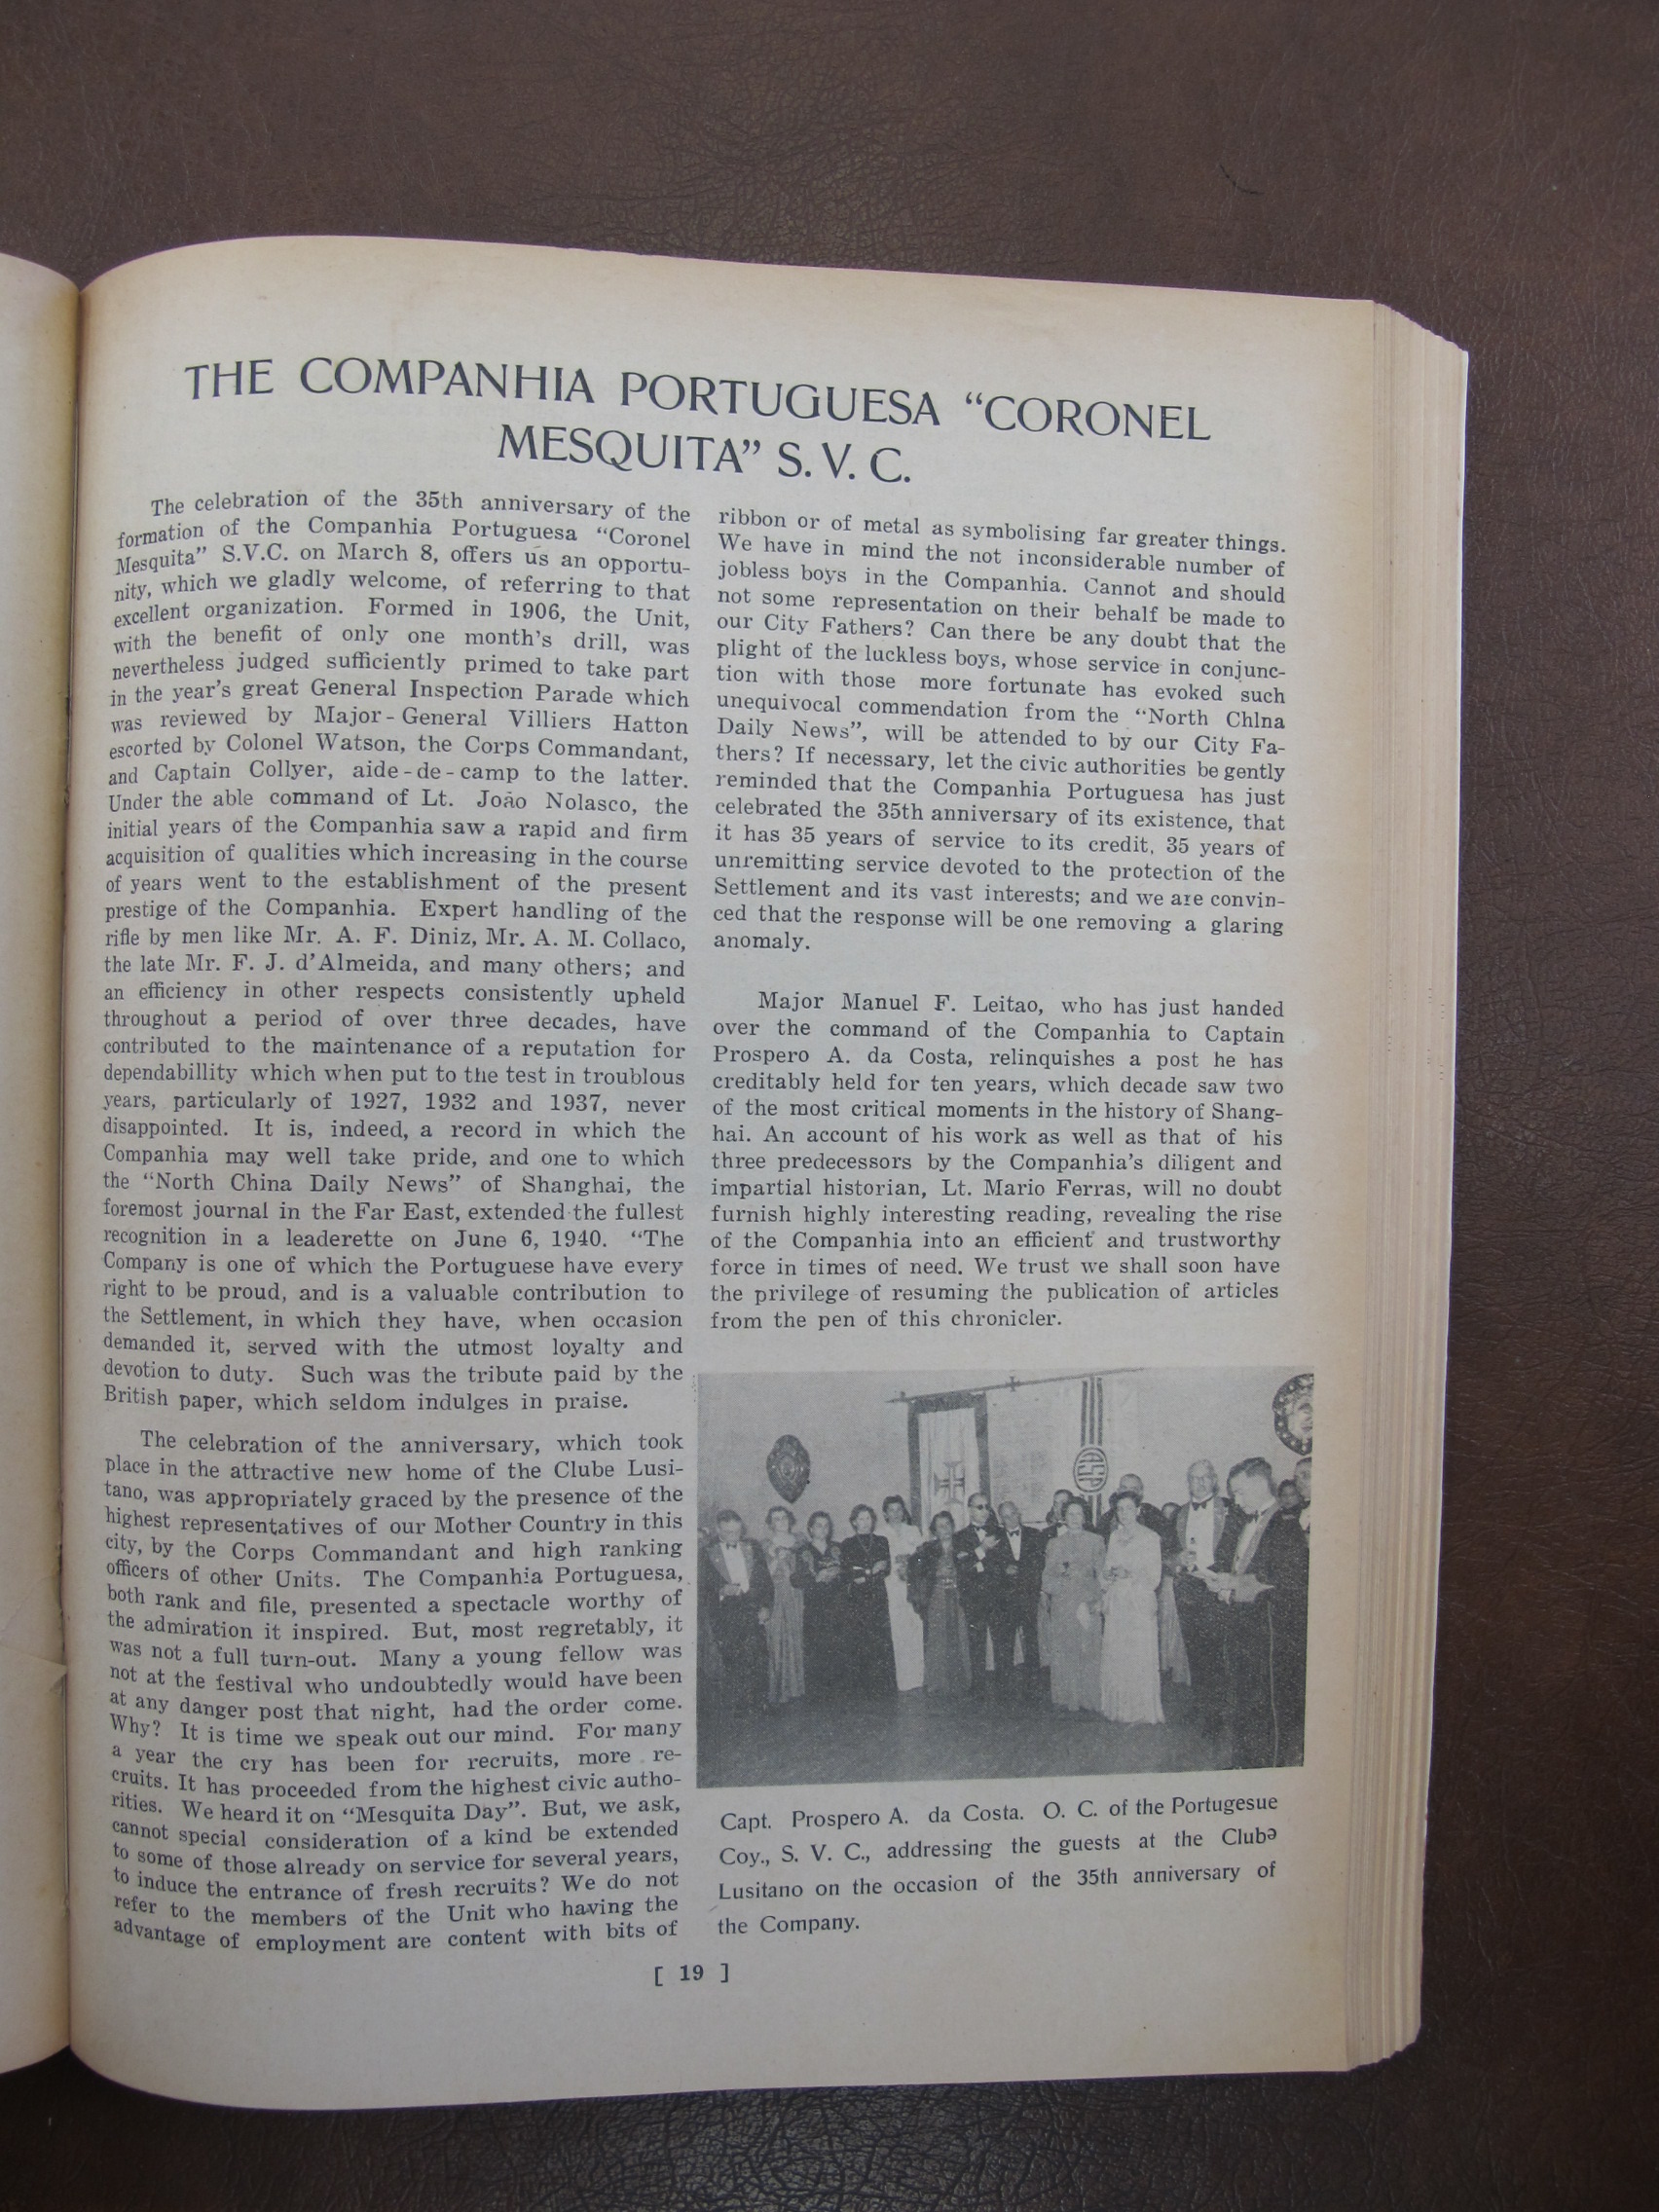 THE COMPANHIA PORTUGUESA “CORONEL
MESQUITA” S. V. C.
The celebration of the 35th anniversary of the
formation of the Companhia Portuguesa “Coronel
Mesquita” S.V.C. on March 8, offers us an opportu-
nity, which we gladly welcome, of referring to that
excellent organization. Formed in 1906, the Unit,
with the benefit of only one month’s drill, was
nevertheless judged sufficiently primed to take part
in the year’s great General Inspection Parade which
was reviewed by Major-General Villiers Hatton
escorted by Colonel Watson, the Corps Commandant,
and Captain Collyer, aide-de-camp to the latter.
Under the able command of Lt. João Nolasco, the
initial years of the Companhia saw a rapid and firm
acquisition of qualities which increasing in the course
of years went to the establishment of the present
prestige of the Companhia. Expert handling of the
rifle by men like Mr. A. F. Diniz, Mr. A. M. Collaco,
the late Mr. F. J. d’Almeida, and many others; and
an efficiency in other respects consistently upheld
throughout a period of over three decades, have
contributed to the maintenance of a reputation for
dependabillity which when put to the test in troublous
years, particularly of 1927, 1932 and 1937, never
disappointed. It is, indeed, a record in which the
Companhia may well take pride, and one to which
the “North China Daily News” of Shanghai, the
foremost journal in the Far East, extended the fullest
recognition in a leaderette on June 6, 1940. “The
Company is one of which the Portuguese have every
right to be proud, and is a valuable contribution to
the Settlement, in which they have, when occasion
demanded it, served with the utmost loyalty and
devotion to duty. Such was the tribute paid by the
British paper, which seldom indulges in praise.
The celebration of the anniversary, which took
place in the attractive new home of the Clube Lusi-
tano, was appropriately graced by the presence of the
highest representatives of our Mother Country in this
city, by the Corps Commandant and high ranking
officers of other Units. The Companhia Portuguesa,
both rank and file, presented a spectacle worthy of
the admiration it inspired. But, most regretably, it
was not a full turn-out. Many a young fellow was
not at the festival who undoubtedly would have been
at any danger post that night, had the order come.
Why? It is time we speak out our mind. For many
a year the cry has been for recruits, more re-
cruits. It has proceeded from the highest civic autho-
rities. We heard it on “Mesquita Day”. But, we ask,
cannot special consideration of a kind be extended
to some of those already on service for several years,
to induce the entrance of fresh recruits? We do not
refer to the members of the Unit who having the
advantage of employment are content with bits of
ribbon or of metal as symbolising far greater things.
We have in mind the not inconsiderable number of
jobless boys in the Companhia. Cannot and should
not some representation on their behalf be made to
our City Fathers? Can there be any doubt that the
plight of the luckless boys, whose service in conjunc-
tion with those more fortunate has evoked such
unequivocal commendation from the “North Chlna
Daily News”, will be attended to by our City Fa-
thers? If necessary, let the civic authorities be gently
reminded that the Companhia Portuguesa has just
celebrated the 35th anniversary of its existence, that
it has 35 years of service to its credit, 35 years of
unremitting service devoted to the protection of the
Settlement and its vast interests; and we are convin-
ced that the response will be one removing a glaring
anomaly.
Major Manuel F. Leitao, who has just handed
over the command of the Companhia to Captain
Prospero A. da Costa, relinquishes a post he has
creditably held for ten years, which decade saw two
of the most critical moments in the history of Shang-
hai. An account of his work as well as that of his
three predecessors by the Companhia’s diligent and
impartial historian, Lt. Mario Ferras, will no doubt
furnish highly interesting reading, revealing the rise
of the Companhia into an efficient and trustworthy
force in times of need. We trust we shall soon have
the privilege of resuming the publication of articles
from the pen of this chronicler.
Capt. Prospero A. da Costa. O. C. of the Portugesue
Coy., S. V. C., addressing the guests at the Clube
Lusitano on the occasion of the 35th anniversary of
the Company.
[ 19 ]